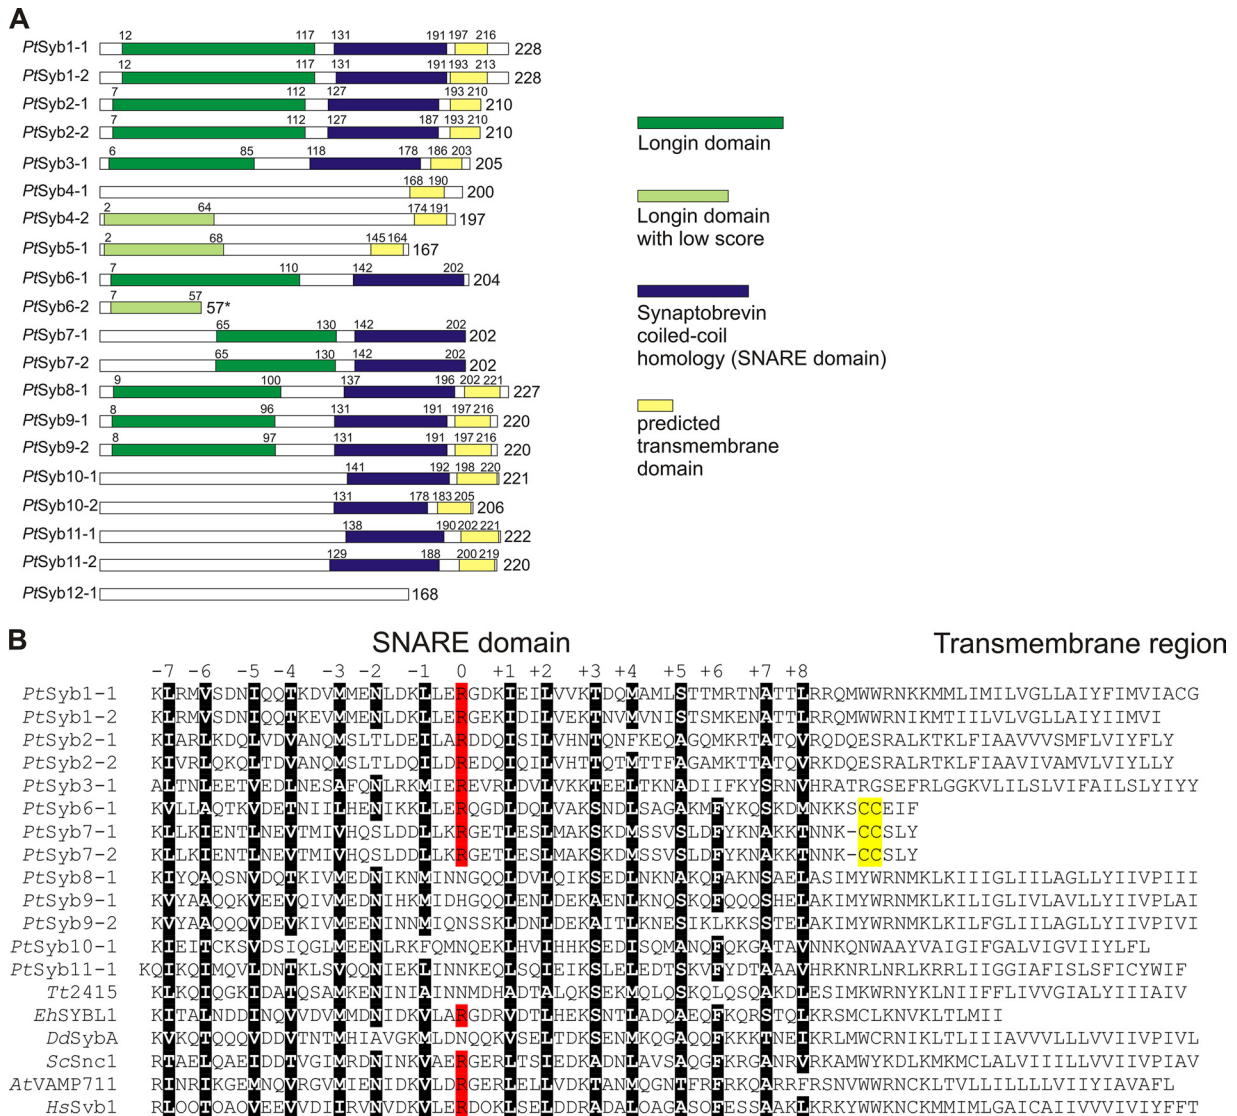 A
PtSyb1-1 12 117 131 191 197 216 228
PtSyb1-2 12 117 131 191 193 213 228
PtSyb2-1 7 112 127 193 210 210
PtSyb2-2 7 112 127 187 193 210 210
PtSyb3-1 6 85 118 178 186 203 205
PtSyb4-1 168 190 200
PtSyb4-2 2 64 174 191 197
PtSyb5-1 2 68 145 164 167
PtSyb6-1 7 110 142 202 204
PtSyb6-2 7 57 57*
PtSyb7-1 65 130 142 202 202
PtSyb7-2 65 130 142 202 202
PtSyb8-1 9 100 137 196 202 221 227
PtSyb9-1 8 96 131 191 197 216 220
PtSyb9-2 8 97 131 191 197 216 220
PtSyb10-1 141 192 198 220 221
PtSyb10-2 131 178 183 205 206
PtSyb11-1 138 190 202 221 222
PtSyb11-2 129 188 200 219 220
PtSyb12-1 168
Longin domain
Longin domain
with low score
Synaptobrevin
coiled-coil
homology (SNARE domain)
predicted
transmembrane
domain
B SNARE domain Transmembrane region
−7 −6 −5 −4 −3 −2 −1 0 +1 +2 +3 +4 +5 +6 +7 +8
PtSyb1-1 KLRMVSDNIQQTKDVMMENLDKLLERGDKIEILVVKTDQMAMLSTTMRTNATTLRRQMWWRNKKMMLIMILVGLLAIYFIMVIACG
PtSyb1-2 KLRMVSDNIQQTKEVMMENLDKLLERGEKIDILVEKTNVMVNISTSMKENATTLRRQMWWRNIKMTIILVLVGLLAIYIIMVI
PtSyb2-1 KIARLKDQLVDVANQMSLTLDEILARDDQISILVHNTQNFKEQAGQMKRTATQVRQDQESRALKTKLFIAAVVVSMFLVIYFLY
PtSyb2-2 KIVRLQKQLTDVANQMSLTLDQILDREDQIQILVHTTQTMTTFAGAMKTTATQVRKDQESRALRTKLFIAAVIVAMVLVIYLLY
PtSyb3-1 ALTNLEETVEDLNESAFQNLRKMIEREVRLDILVKKTEELTKNADIIFKYSRNVHRATRGSEFRLGGKVLILSLVIFAILSLYIYY
PtSyb6-1 KVLLAQTKVDETNIILHENIKKLLERQGDLDQLVAKSNDLSAGAKMFYKQSKDMNKKSCCEIF
PtSyb7-1 KLLKIENTLNEVTMIVHQSLDDLLKRGETLESLMAKSKDMSSVSLDFYKNAKKTNNK−CCSLY
PtSyb7-2 KLLKIENTLNEVTMIVHQSLDDLLKRGETLESLMAKSKDMSSVSLDFYKNAKKTNNK−CCSLY
PtSyb8-1 KIYQAQSNVDQTKIVMEDNIKNMINNGQQLDVLQIKSEDLNKNAKQFAKNSAELASIMYWRNMKLKIIIGLIILAGLLYIIVPIII
PtSyb9-1 KVYAAQQKVEEVQIVMEDNIKMIDHGQQLENLDEKAENLKNQSKQFQQQSHELAKIMYWRNMKLKIIIGLIILAGLLYIIVPLAI
PtSyb9-2 KVYAAQQQVDEVKIVMEENINNMIQNSSKLDNLDEKAITLKNESIKLKKSSTELAKIMYWRNMKLKILFGLIILAGLLYIIVPIVI
PtSyb10-1 KIEITCKSVDSIQGLMEENLRKFQMNQEKLHVIHHKSEDISQMANQFQKGATAVNNKQNWAAYVAIGIFGALVIGVIIYLFL
PtSyb11-1 KQIKQIMQVLDNTKLSVQQNIEKLINNKEQLSQIEIKSLELEDTSKVFYDTAAAVHRKNRLNRLKRRLIIGGIAFISLSFICYWIF
Tt2415 KLKQIQGKIDATQSAMKENINIAINNMDHADTALQKSEKMQLQSKQLQSQAKDLESIMKWRNYKLNIIFFLIVVGIALYIIIAIV
EhSYBL1 KITALNDDINQVVDVMMDNIDKVLARGDRVDTLHEKSNTLADQAEQFKQRSTQLKRSMCLKNVKLTLMII
DdSybA KVKQTQQQVDDVTNTMHIAVGKMLDNQQKVSELTDKSENMKQGAQQFKKKTNEIKRLMWCRNTKLNIAVVLLVIIILLVVIVPIVL
ScSnc1 RTAELQAEIDDTVGIMRDNINKVAERGERLTSIEDKADNLAVSAQGFKRGANRVRKAMWYKDLKMKMCLALVIIILLVVIIVPIAV
AtVAMP711 RINRIKGEMNQVRGVMIENIDKVLDRGERLELLVDKTANMQGNTFRFRKQARRFRSNVWWRNCKLTVLLILLLLVIIYIAVAFL
HsSyb1 RLQQTQAQVEEVVDIIRVNVDKVLERDQKLSELDDRADALQAGASQFESSAAKLKRKYWWKNCKMMIMLGAICAIIVVVIVIYFFT